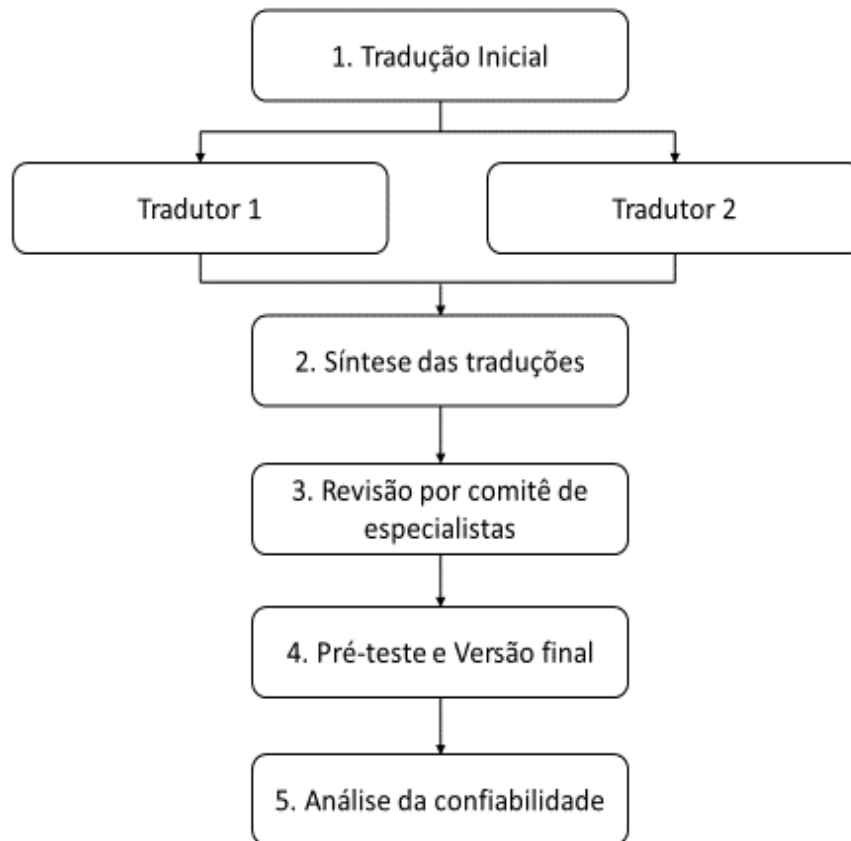 1. Tradução Inicial
Tradutor 1
Tradutor 2
2. Síntese das traduções
3. Revisão por comitê de
especialistas
4. Pré-teste e Versão final
5. Análise da confiabilidade